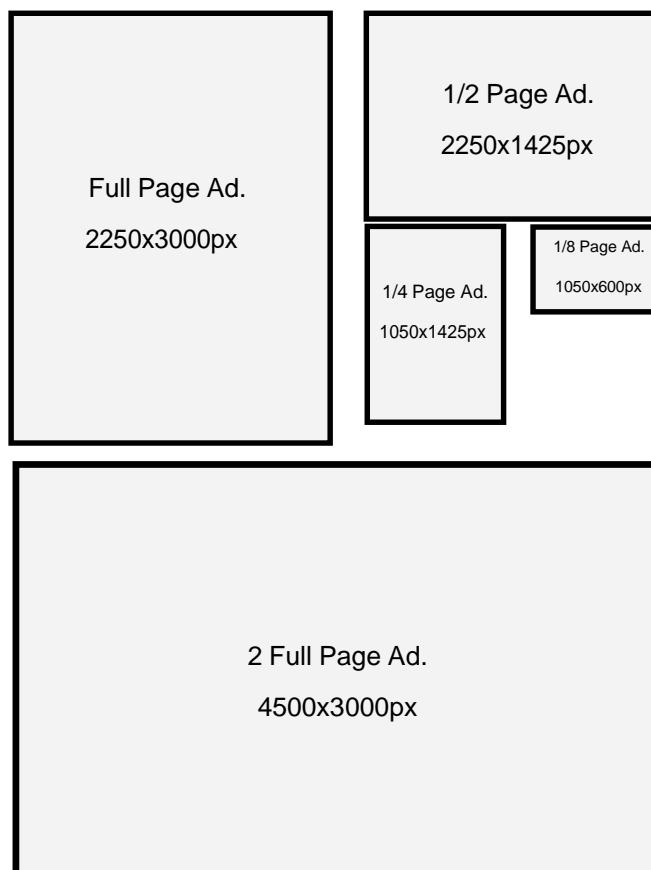 Full Page Ad.
2250x3000px
1/2 Page Ad.
2250x1425px
1/4 Page Ad.
1050x1425px
1/8 Page Ad.
1050x600px
2 Full Page Ad.
4500x3000px